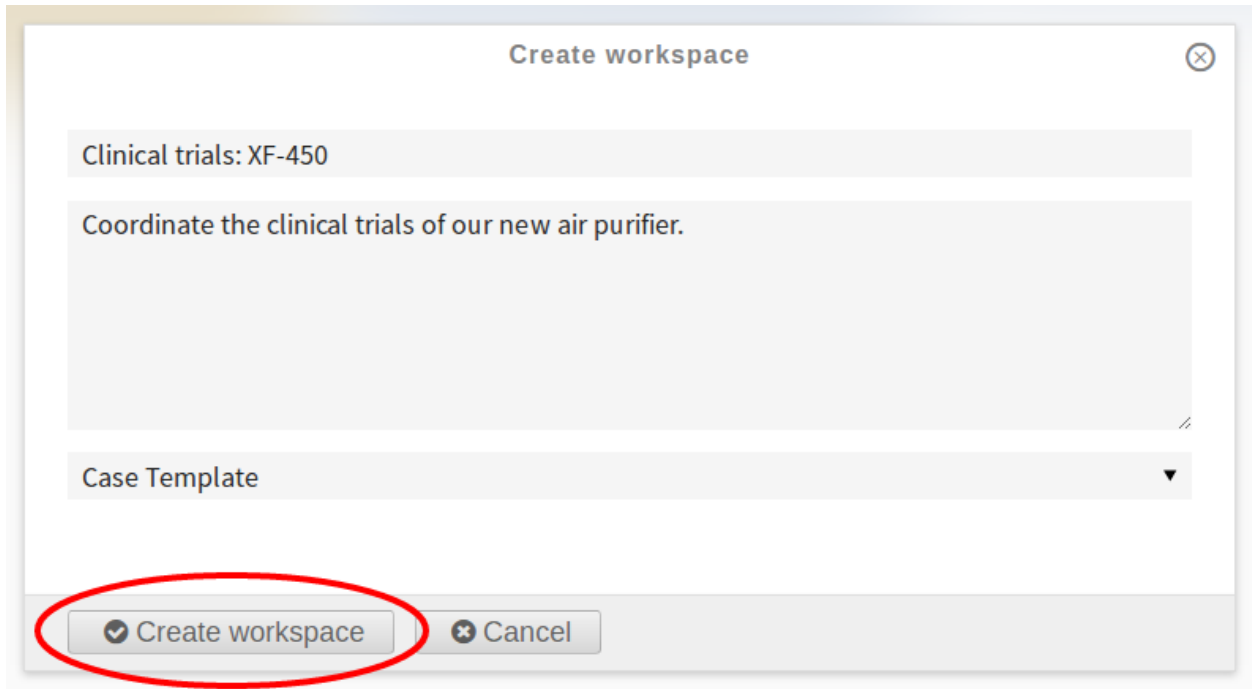 Create workspace
Clinical trials: XF-450
Coordinate the clinical trials of our new air purifier.
Case Template
Create workspace
Cancel